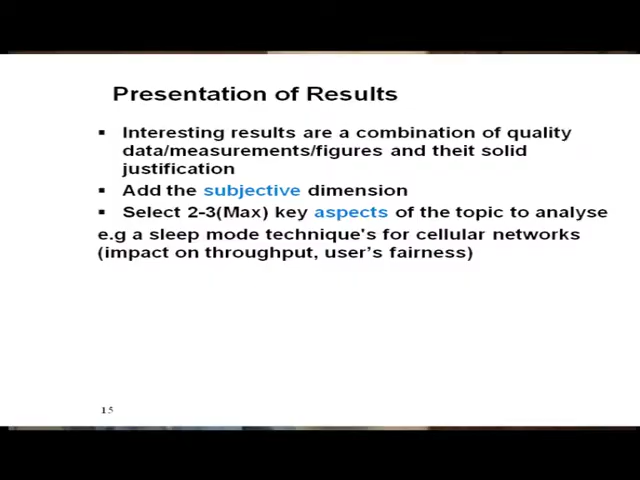 Presentation of Results
▪ Interesting results are a combination of quality
data/measurements/figures and theit solid
justification
▪ Add the subjective dimension
▪ Select 2-3(Max) key aspects of the topic to analyse
e.g a sleep mode technique's for cellular networks
(impact on throughput, user's fairness)
15